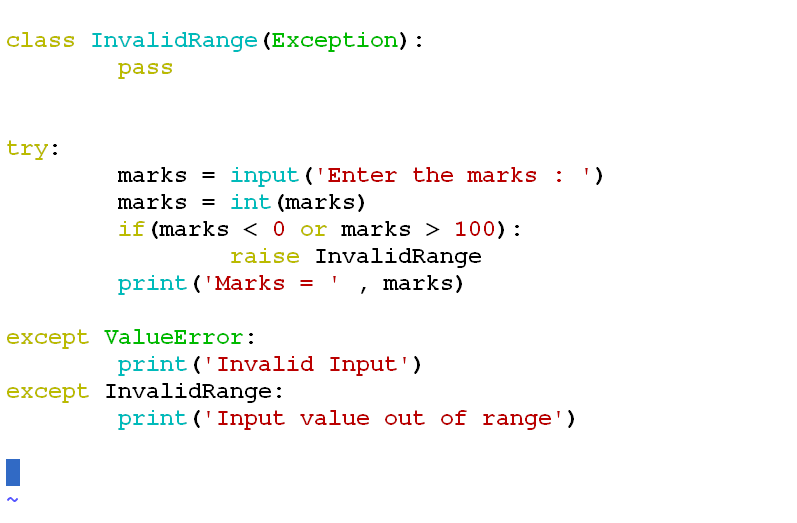 class InvalidRange(Exception):
        pass
try:
        marks = input('Enter the marks : ')
        marks = int(marks)
        if(marks < 0 or marks > 100):
                raise InvalidRange
        print('Marks = ' , marks)
except ValueError:
        print('Invalid Input')
except InvalidRange:
        print('Input value out of range')
~